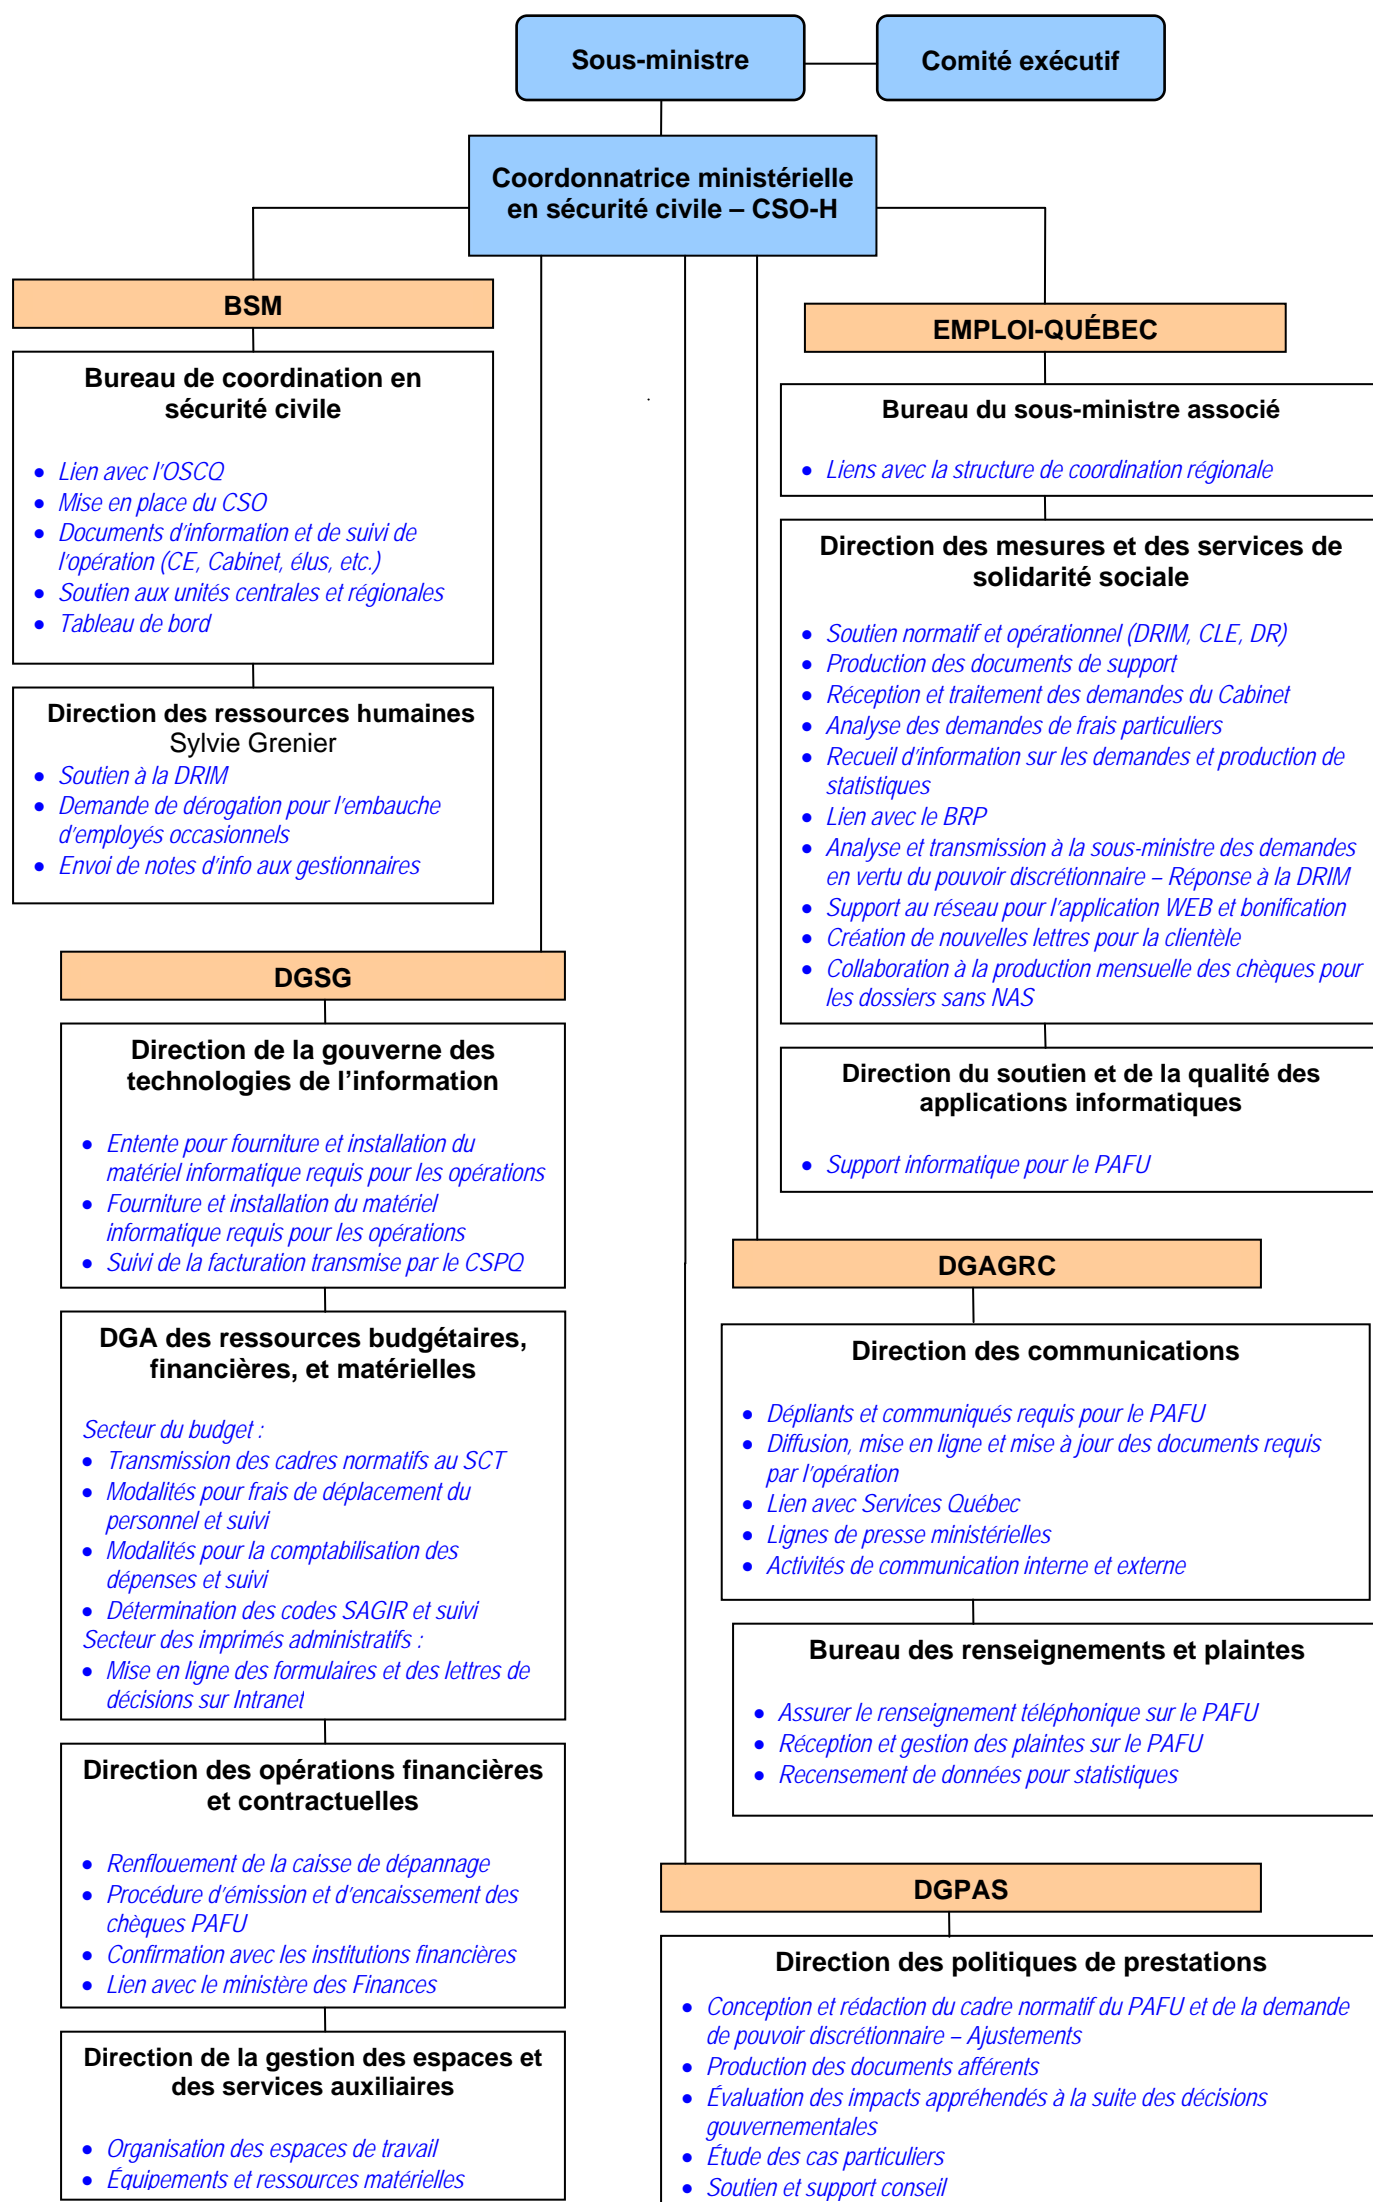 Sous-ministre
Comité exécutif
Coordonnatrice ministérielle
en sécurité civile – CSO-H
BSM
Bureau de coordination en
sécurité civile
• Lien avec l'OSCQ
• Mise en place du CSO
• Documents d'information et de suivi de
l'opération (CE, Cabinet, élus, etc.)
• Soutien aux unités centrales et régionales
• Tableau de bord
Direction des ressources humaines
Sylvie Grenier
• Soutien à la DRIM
• Demande de dérogation pour l'embauche
d'employés occasionnels
• Envoi de notes d'info aux gestionnaires
DGSG
Direction de la gouverne des
technologies de l'information
• Entente pour fourniture et installation du
matériel informatique requis pour les opérations
• Fourniture et installation du matériel
informatique requis pour les opérations
• Suivi de la facturation transmise par le CSPQ
DGA des ressources budgétaires,
financières, et matérielles
Secteur du budget :
• Transmission des cadres normatifs au SCT
• Modalités pour frais de déplacement du
personnel et suivi
• Modalités pour la comptabilisation des
dépenses et suivi
• Détermination des codes SAGIR et suivi
Secteur des imprimés administratifs :
• Mise en ligne des formulaires et des lettres de
décisions sur Intranet
Direction des opérations financières
et contractuelles
• Renflouement de la caisse de dépannage
• Procédure d'émission et d'encaissement des
chèques PAFU
• Confirmation avec les institutions financières
• Lien avec le ministère des Finances
Direction de la gestion des espaces et
des services auxiliaires
• Organisation des espaces de travail
• Équipements et ressources matérielles
EMPLOI-QUÉBEC
Bureau du sous-ministre associé
• Liens avec la structure de coordination régionale
Direction des mesures et des services de
solidarité sociale
• Soutien normatif et opérationnel (DRIM, CLE, DR)
• Production des documents de support
• Réception et traitement des demandes du Cabinet
• Analyse des demandes de frais particuliers
• Recueil d'information sur les demandes et production de
statistiques
• Lien avec le BRP
• Analyse et transmission à la sous-ministre des demandes
en vertu du pouvoir discrétionnaire – Réponse à la DRIM
• Support au réseau pour l'application WEB et bonification
• Création de nouvelles lettres pour la clientèle
• Collaboration à la production mensuelle des chèques pour
les dossiers sans NAS
Direction du soutien et de la qualité des
applications informatiques
• Support informatique pour le PAFU
DGAGRC
Direction des communications
• Dépliants et communiqués requis pour le PAFU
• Diffusion, mise en ligne et mise à jour des documents requis
par l'opération
• Lien avec Services Québec
• Lignes de presse ministérielles
• Activités de communication interne et externe
Bureau des renseignements et plaintes
• Assurer le renseignement téléphonique sur le PAFU
• Réception et gestion des plaintes sur le PAFU
• Recensement de données pour statistiques
DGPAS
Direction des politiques de prestations
• Conception et rédaction du cadre normatif du PAFU et de la demande
de pouvoir discrétionnaire – Ajustements
• Production des documents afférents
• Évaluation des impacts appréhendés à la suite des décisions
gouvernementales
• Étude des cas particuliers
• Soutien et support conseil